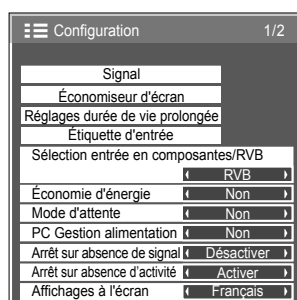 Configuration 1/2
Signal
Économiseur d'écran
Réglages durée de vie prolongée
Étiquette d'entrée
Sélection entrée en composantes/RVB
RVB
Économie d'énergie Non
Mode d'attente Non
PC Gestion alimentation Non
Arrêt sur absence de signal Désactiver
Arrêt sur absence d'activité Activer
Affichages à l'écran Français